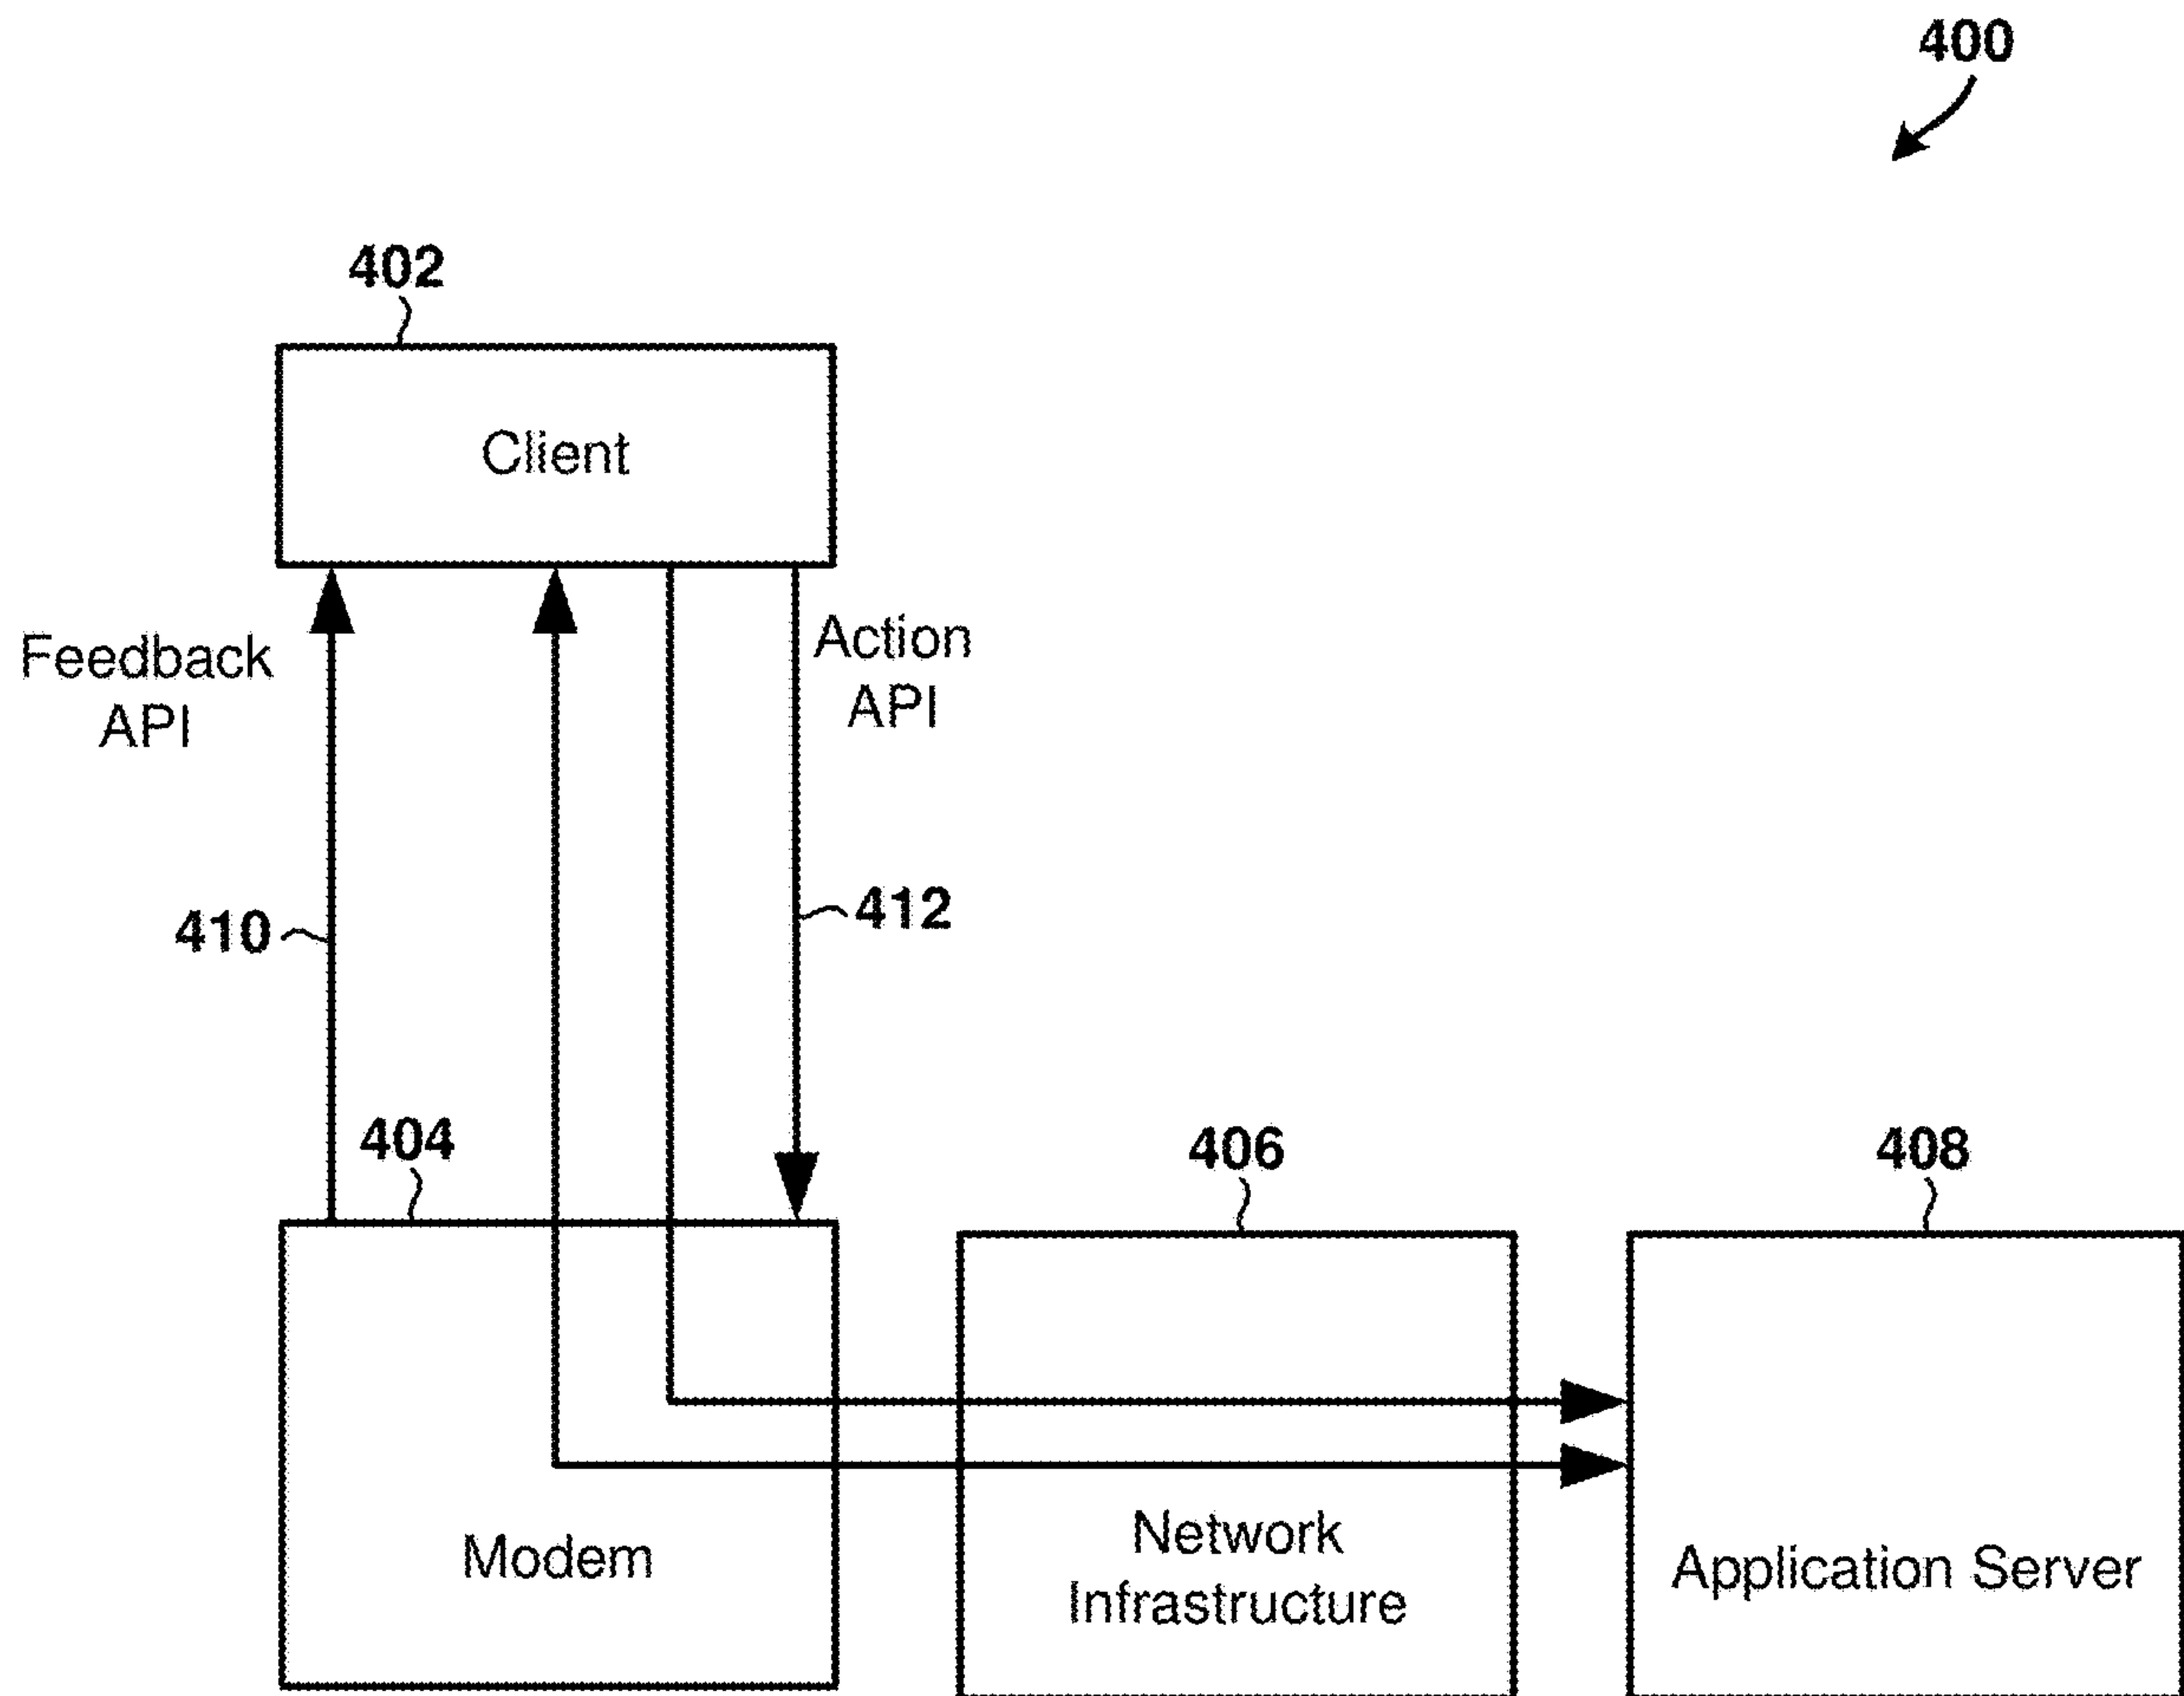 400
402
Client
Feedback
API
Action
API
410
412
404
406
408
Modem
Network
Infrastructure
Application Server